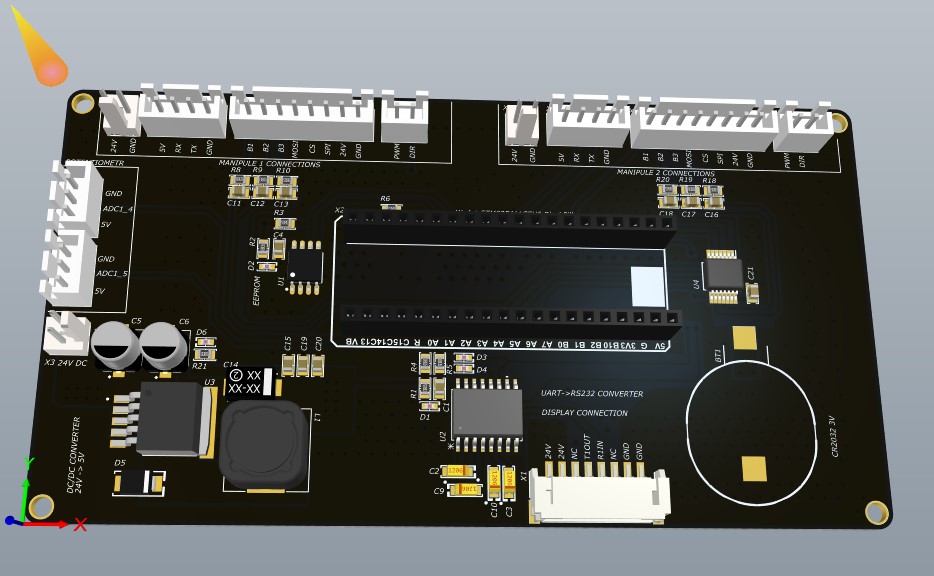 24V GND
5V RX TX GND
B1 B2 B3 MOSI CS SPI 24V GND
PWM DIR
24V GND
5V RX TX GND
B1 B2 B3 MOSI CS SPI 24V GND
PWM DIR
MANIPULE 1 CONNECTIONS
MANIPULE 2 CONNECTIONS
R8 R9 R10
C11 C12 C13
R20 R19 R18
C18 C17 C16
GND
ADC1_4
5V
GND
ADC1_5
5V
R6
R3
C4
X2
R2
D2
U1
EEPROM
U4
C21
C5
C6
D6
R21
X3 24V DC
C15 C19 C20
VB C13 C14 C15 R A0 A1 A2 A3 A4 A5 A6 A7 B0 B1 B2 B10 3V3 G 5V
C14
2 XX
XX-XX
U3
L1
R4
R5
D3
D4
R1
C1
D1
U2
BT1
UART->RS232 CONVERTER
DISPLAY CONNECTION
CR2032 3V
DC/DC CONVERTER
24V -> 5V
D5
24V 24V NC T1OUT R1IN NC GND GND
X1
C2
C9
C10
C3
Y
X